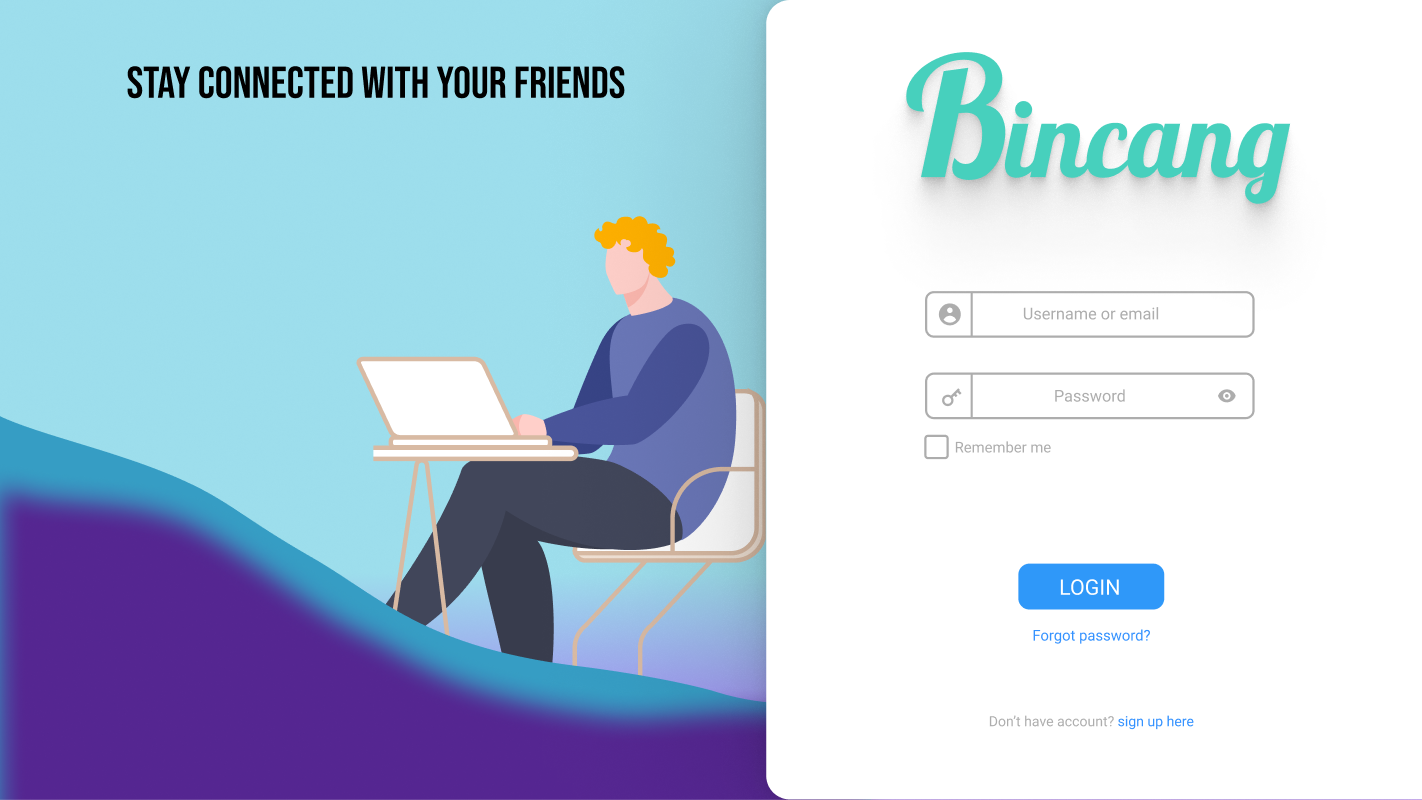 STAY CONNECTED WITH YOUR FRIENDS
Bincang
Username or email
Password
Remember me
LOGIN
Forgot password?
Don't have account? sign up here